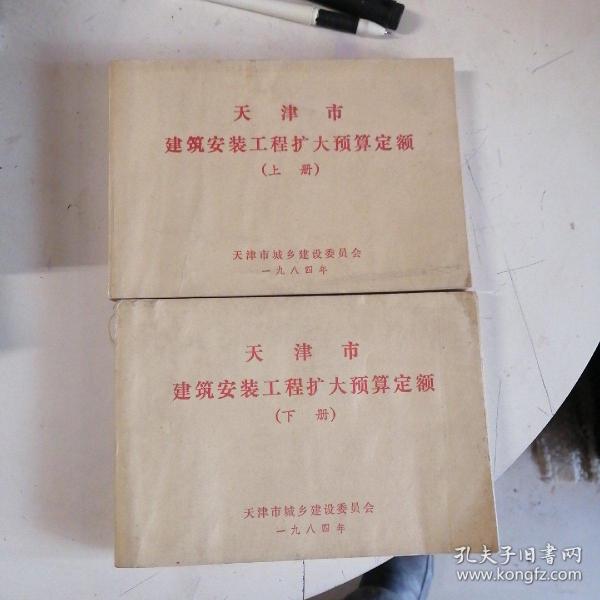 天津市
建筑安装工程扩大预算定额
(上册)
天津市城乡建设委员会
一九八四年
天津市
建筑安装工程扩大预算定额
(下册)
天津市城乡建设委员会
一九八四年
孔夫子旧书网
www.kongfz.com